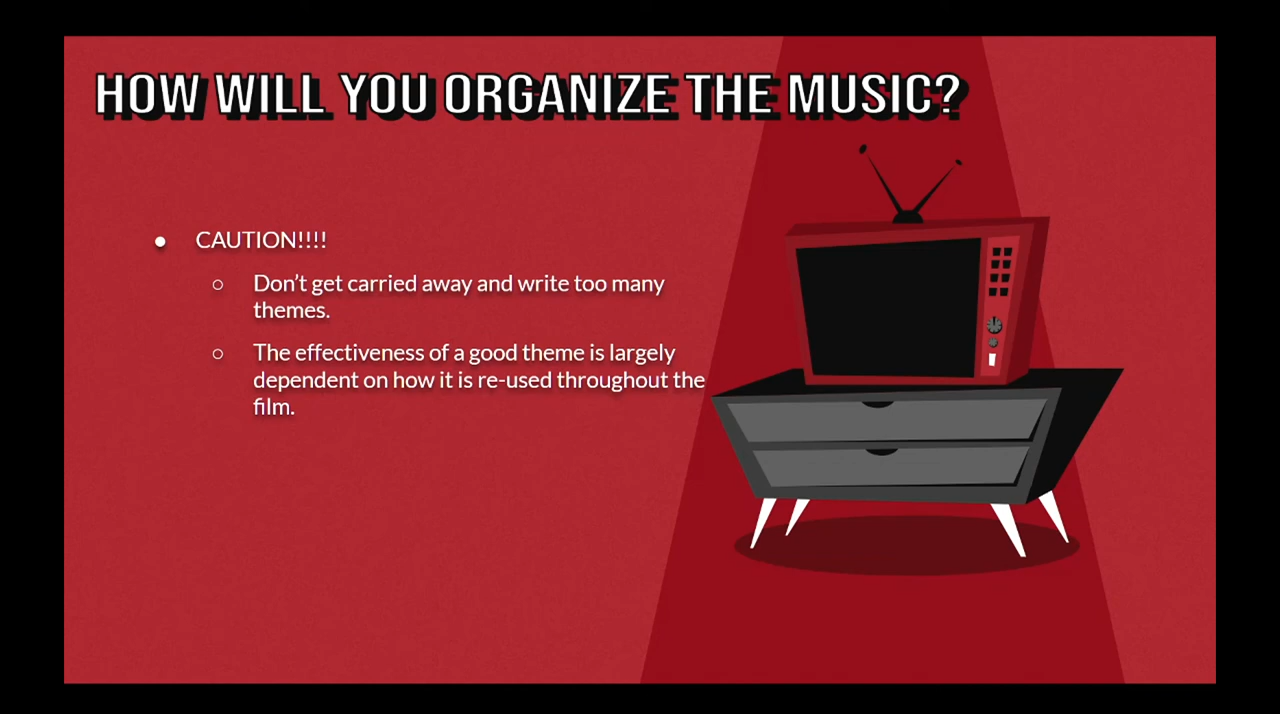 HOW WILL YOU ORGANIZE THE MUSIC?
● CAUTION!!!!
○ Don’t get carried away and write too many
themes.
○ The effectiveness of a good theme is largely
dependent on how it is re-used throughout the
film.